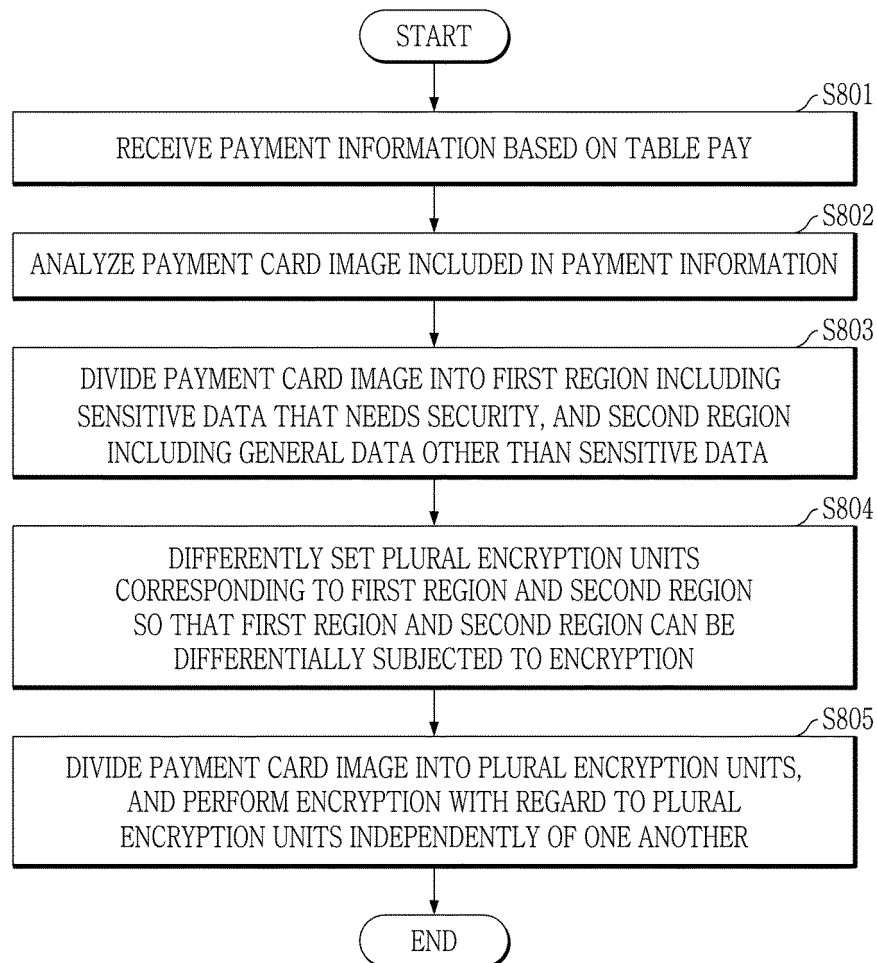 START
S801
RECEIVE PAYMENT INFORMATION BASED ON TABLE PAY
S802
ANALYZE PAYMENT CARD IMAGE INCLUDED IN PAYMENT INFORMATION
S803
DIVIDE PAYMENT CARD IMAGE INTO FIRST REGION INCLUDING
SENSITIVE DATA THAT NEEDS SECURITY, AND SECOND REGION
INCLUDING GENERAL DATA OTHER THAN SENSITIVE DATA
S804
DIFFERENTLY SET PLURAL ENCRYPTION UNITS
CORRESPONDING TO FIRST REGION AND SECOND REGION
SO THAT FIRST REGION AND SECOND REGION CAN BE
DIFFERENTIALLY SUBJECTED TO ENCRYPTION
S805
DIVIDE PAYMENT CARD IMAGE INTO PLURAL ENCRYPTION UNITS,
AND PERFORM ENCRYPTION WITH REGARD TO PLURAL
ENCRYPTION UNITS INDEPENDENTLY OF ONE ANOTHER
END